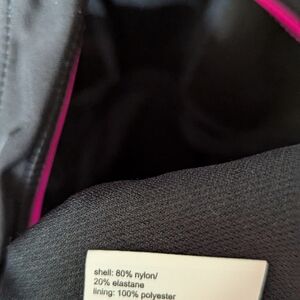 shell: 80% nylon/
20% elastane
lining: 100% polyester